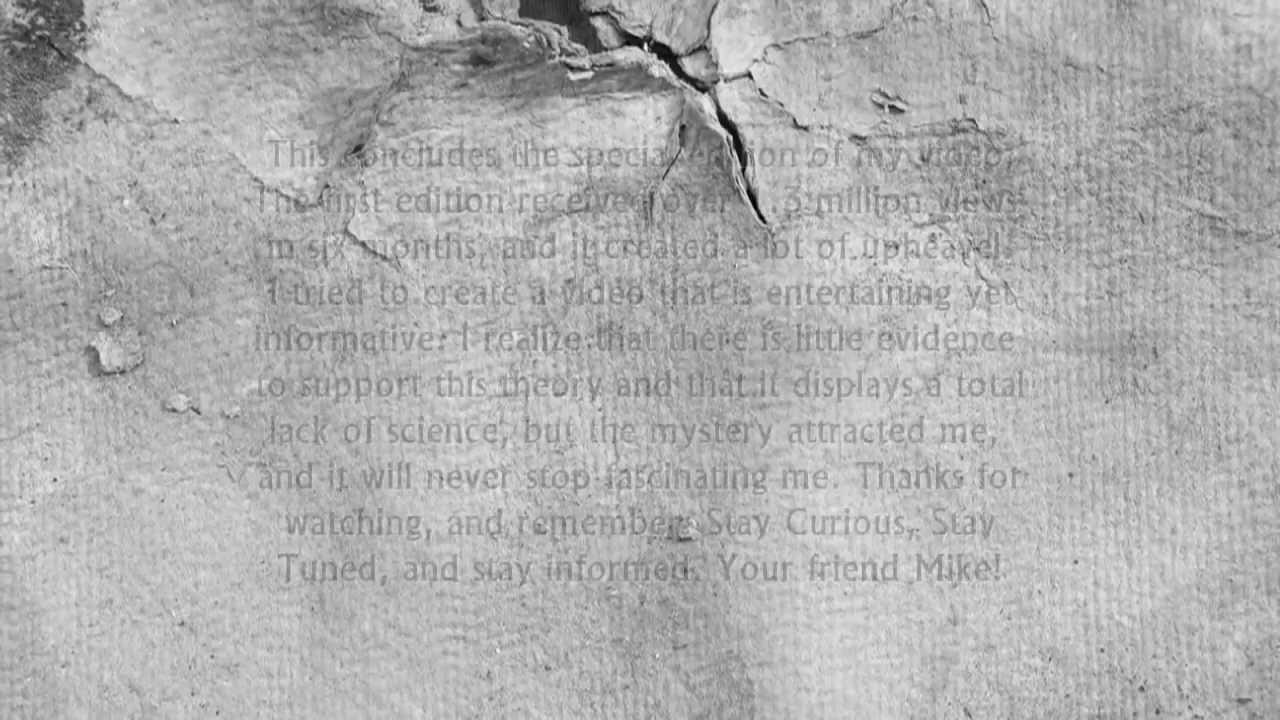 This concludes the special edition of my video.
The first edition received over 3 million views
in six months, and it created a lot of upheavel.
I tried to create a video that is entertaining yet
informative. I realize that there is little evidence
to support this theory and that it displays a total
lack of science, but the mystery attracted me,
and it will never stop fascinating me. Thanks for
watching, and remember: Stay Curious, Stay
Tuned, and stay informed. Your friend Mike!